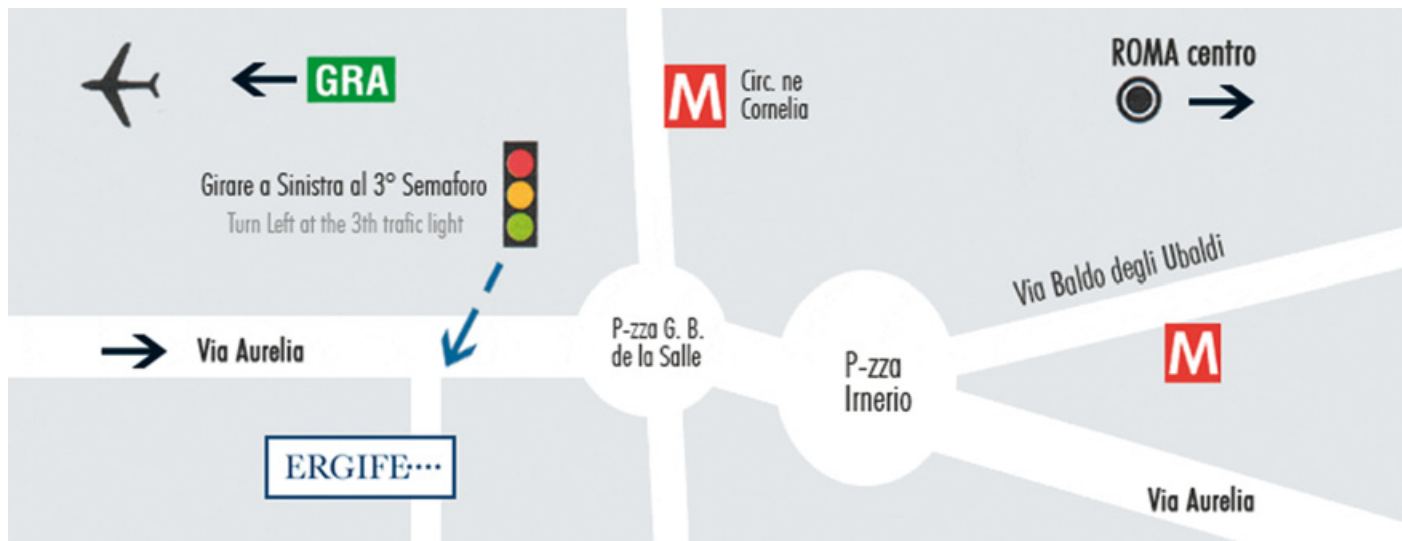 GRA
M
Circ. ne
Cornelia
ROMA centro
Girare a Sinistra al 3° Semaforo
Turn Left at the 3th trafic light
Via Baldo degli Ubaldi
Via Aurelia
P-zza G. B.
de la Salle
P-zza
Irnerio
M
ERGIFE····
Via Aurelia